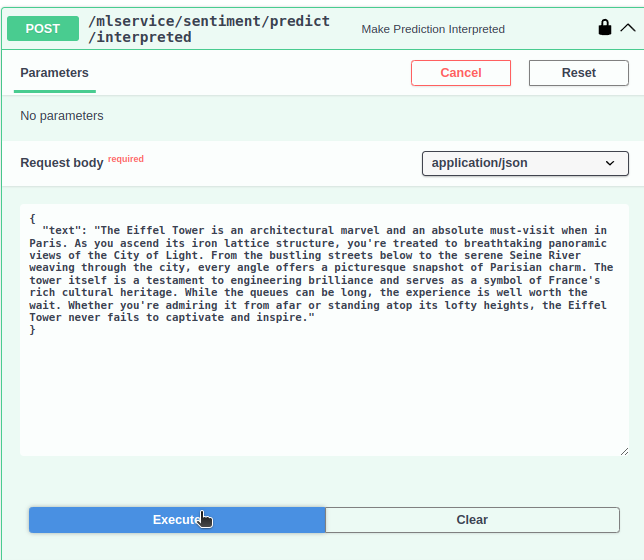 POST
/mlservice/sentiment/predict
/interpreted
Make Prediction Interpreted
Parameters
Cancel
Reset
No parameters
Request body required
application/json
{
  "text": "The Eiffel Tower is an architectural marvel and an absolute must-visit when in
Paris. As you ascend its iron lattice structure, you're treated to breathtaking panoramic
views of the City of Light. From the bustling streets below to the serene Seine River
weaving through the city, every angle offers a picturesque snapshot of Parisian charm. The
tower itself is a testament to engineering brilliance and serves as a symbol of France's
rich cultural heritage. While the queues can be long, the experience is well worth the
wait. Whether you're admiring it from afar or standing atop its lofty heights, the Eiffel
Tower never fails to captivate and inspire."
}
Execute
Clear